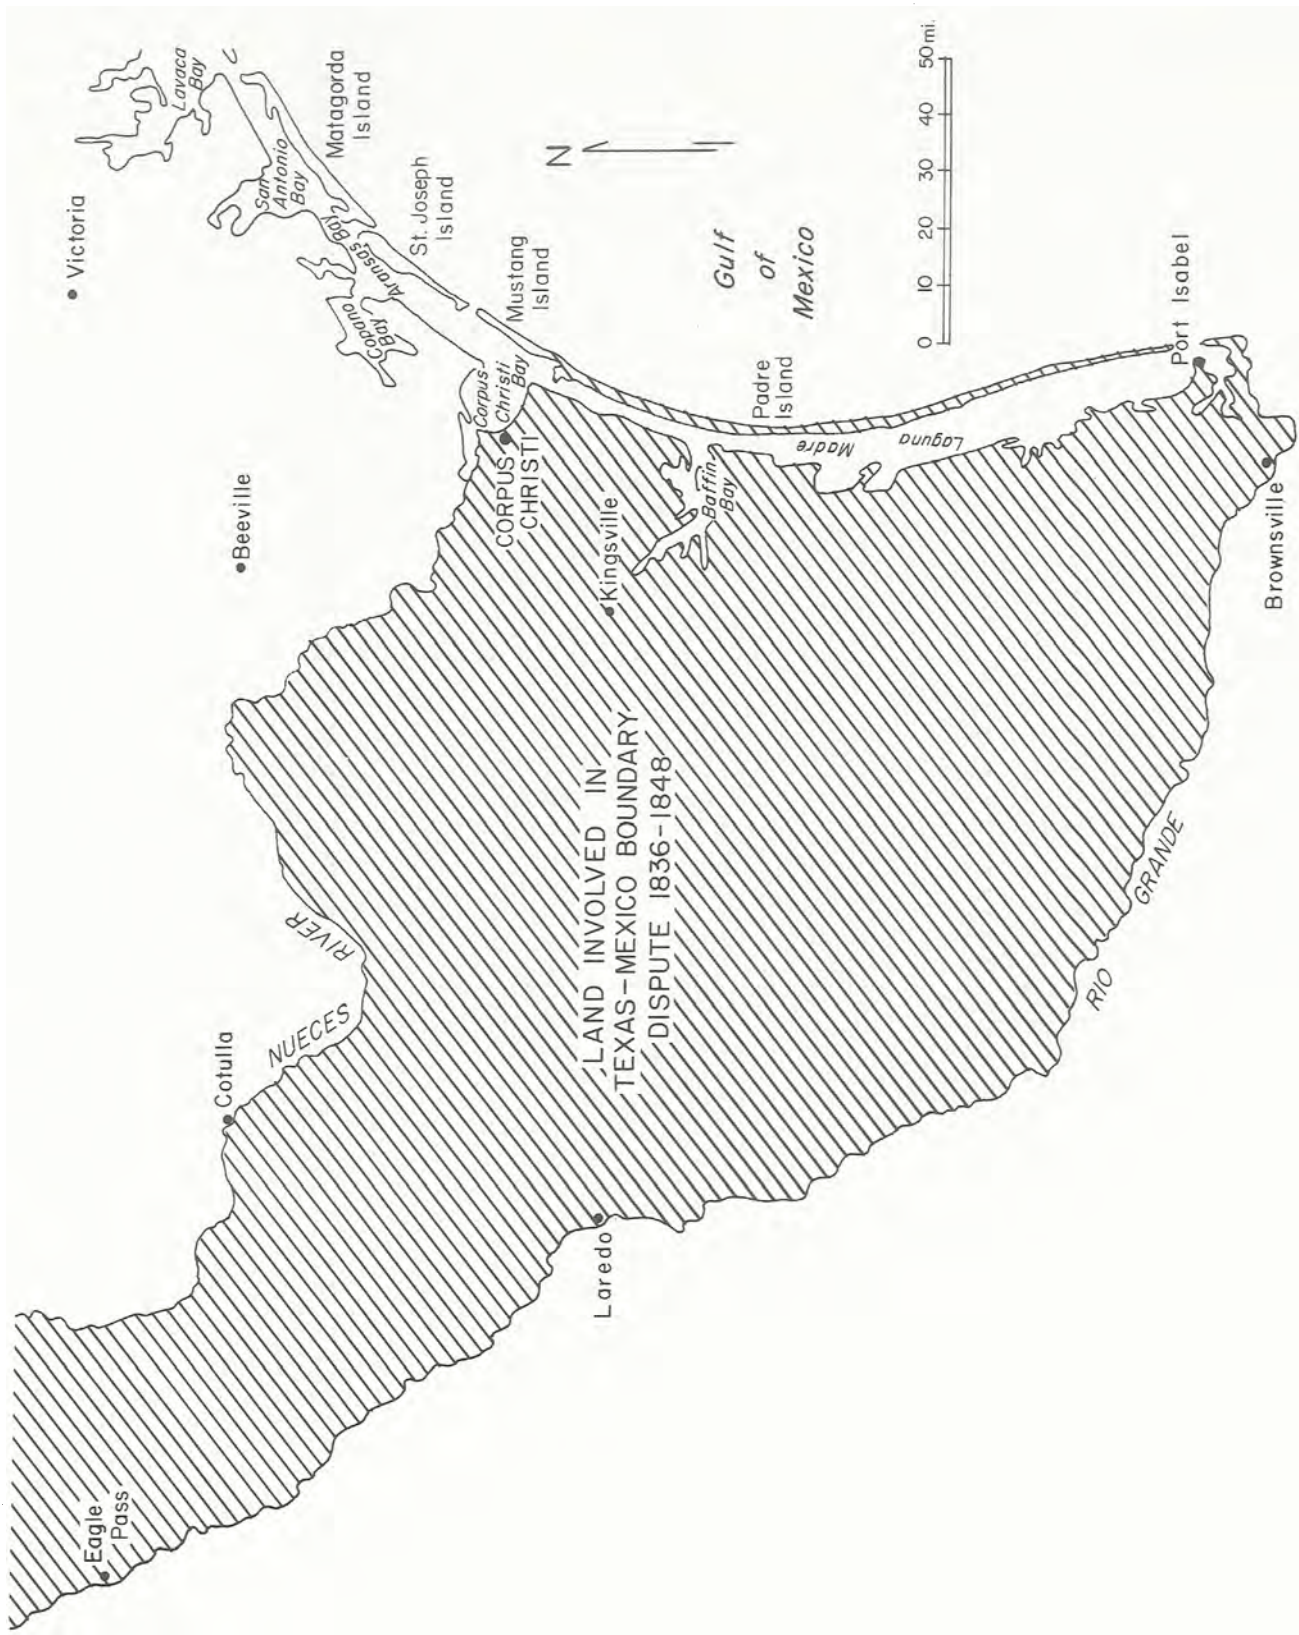 Victoria
Lavaca
Bay
Matagorda
Island
San
Antonio
Bay
St. Joseph
Island
Aransas Bay
Copano
Bay
Mustang
Island
Corpus
Christi
Bay
Beeville
CORPUS
CHRISTI
N
Gulf
of
Mexico
0 10 20 30 40 50 mi.
Padre
Island
Laguna Madre
Port Isabel
Baffin
Bay
Kingsville
Brownsville
LAND INVOLVED IN
TEXAS-MEXICO BOUNDARY
DISPUTE 1836-1848
NUECES RIVER
Cotulla
RIO GRANDE
Laredo
Eagle
Pass